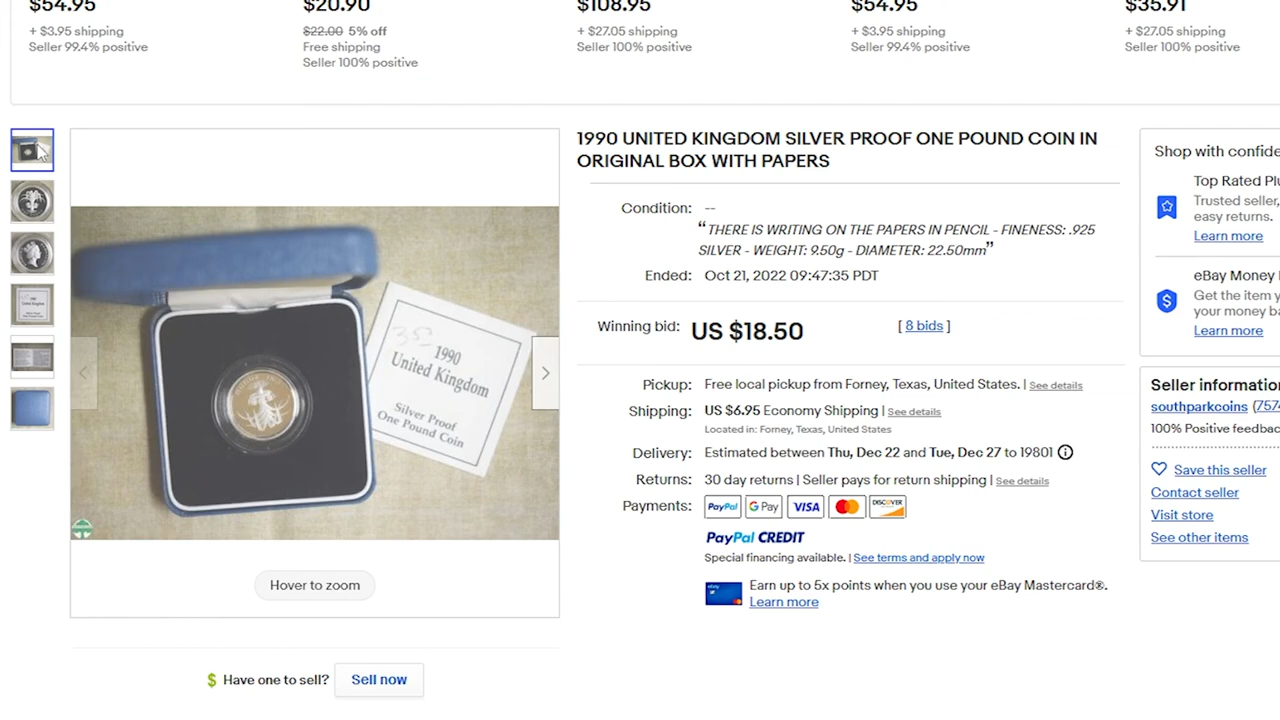 $54.95
$20.90
$108.95
$54.95
$35.91
+ $3.95 shipping
Seller 99.4% positive
$22.00 5% off
Free shipping
Seller 100% positive
+ $27.05 shipping
Seller 100% positive
+ $3.95 shipping
Seller 99.4% positive
+ $27.05 shipping
Seller 100% positive
1990
United Kingdom
Silver Proof
One Pound Coin
Hover to zoom
$ Have one to sell? Sell now
1990 UNITED KINGDOM SILVER PROOF ONE POUND COIN IN
ORIGINAL BOX WITH PAPERS
Condition: --
“THERE IS WRITING ON THE PAPERS IN PENCIL - FINENESS: .925
SILVER - WEIGHT: 9.50g - DIAMETER: 22.50mm”
Ended: Oct 21, 2022 09:47:35 PDT
Winning bid: US $18.50 [ 8 bids ]
Pickup: Free local pickup from Forney, Texas, United States. | See details
Shipping: US $6.95 Economy Shipping | See details
Located in: Forney, Texas, United States
Delivery: Estimated between Thu, Dec 22 and Tue, Dec 27 to 19801
Returns: 30 day returns | Seller pays for return shipping | See details
Payments: PayPal G Pay VISA DISCOVER
PayPal CREDIT
Special financing available. | See terms and apply now
Earn up to 5x points when you use your eBay Mastercard®.
Learn more
Shop with confide
Top Rated Plu
Trusted seller,
easy returns.
Learn more
eBay Money
Get the item y
your money ba
Learn more
Seller information
southparkcoins (757
100% Positive feedbac
Save this seller
Contact seller
Visit store
See other items